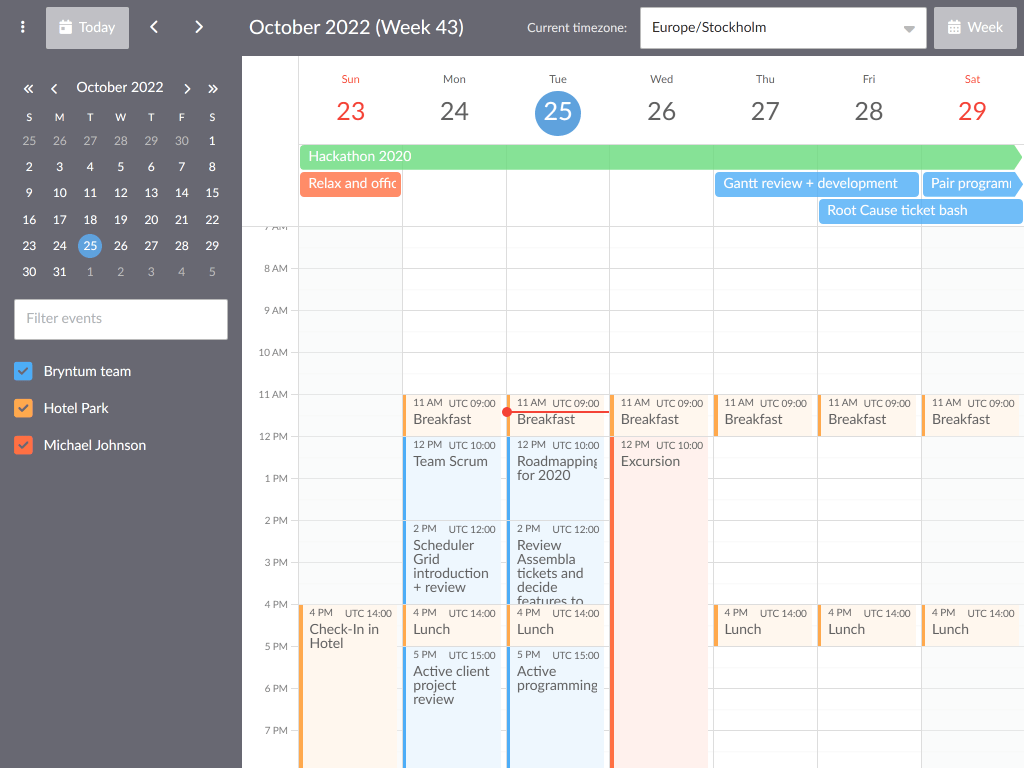 Today
October 2022 (Week 43)
Current timezone:
Europe/Stockholm
Week
October 2022
S M T W T F S
25 26 27 28 29 30 1
2 3 4 5 6 7 8
9 10 11 12 13 14 15
16 17 18 19 20 21 22
23 24 25 26 27 28 29
30 31 1 2 3 4 5
Filter events
Bryntum team
Hotel Park
Michael Johnson
Sun Mon Tue Wed Thu Fri Sat
23 24 25 26 27 28 29
Hackathon 2020
Relax and offic
Gantt review + development
Pair programı
Root Cause ticket bash
7 AM
8 AM
9 AM
10 AM
11 AM
12 PM
1 PM
2 PM
3 PM
4 PM
5 PM
6 PM
7 PM
4 PM UTC 14:00
Check-In in
Hotel
11 AM UTC 09:00
Breakfast
12 PM UTC 10:00
Team Scrum
2 PM UTC 12:00
Scheduler
Grid
introduction
+ review
4 PM UTC 14:00
Lunch
5 PM UTC 15:00
Active client
project
review
11 AM UTC 09:00
Breakfast
12 PM UTC 10:00
Roadmapping
for 2020
2 PM UTC 12:00
Review
Assembla
tickets and
decide
features to
4 PM UTC 14:00
Lunch
5 PM UTC 15:00
Active
programming
11 AM UTC 09:00
Breakfast
12 PM UTC 10:00
Excursion
11 AM UTC 09:00
Breakfast
4 PM UTC 14:00
Lunch
11 AM UTC 09:00
Breakfast
4 PM UTC 14:00
Lunch
11 AM UTC 09:00
Breakfast
4 PM UTC 14:00
Lunch